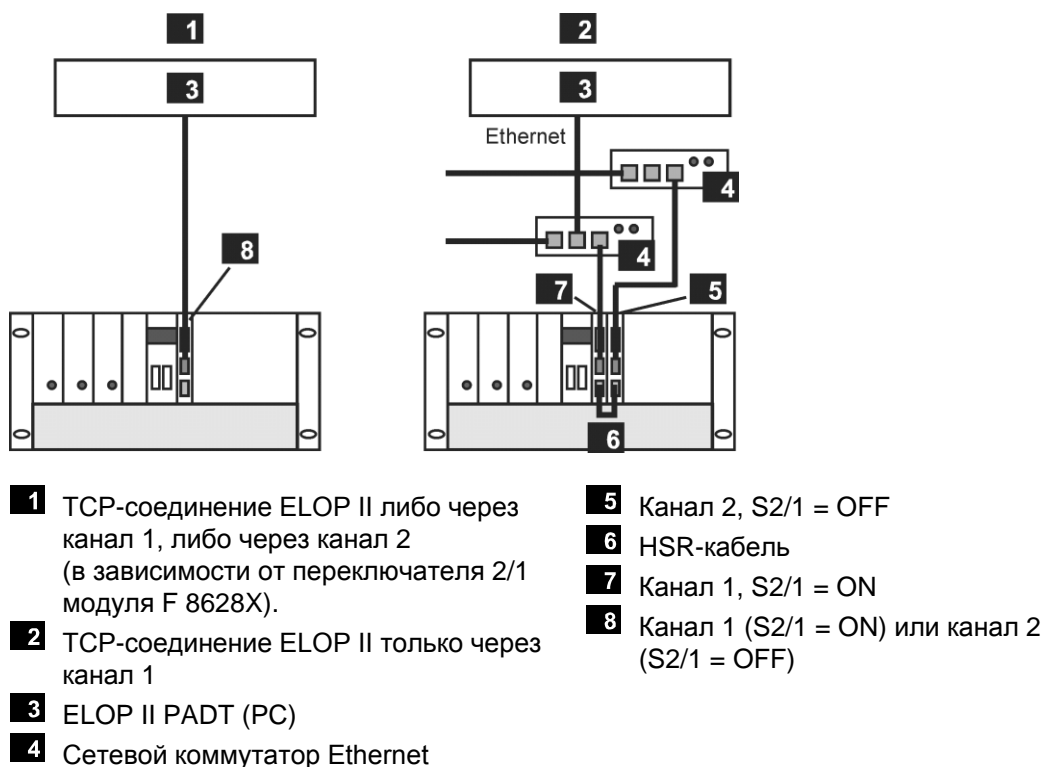 1
2
3
3
Ethernet
4
4
8
7
5
6
1 TCP-соединение ELOP II либо через
канал 1, либо через канал 2
(в зависимости от переключателя 2/1
модуля F 8628X).
2 TCP-соединение ELOP II только через
канал 1
3 ELOP II PADT (PC)
4 Сетевой коммутатор Ethernet
5 Канал 2, S2/1 = OFF
6 HSR-кабель
7 Канал 1, S2/1 = ON
8 Канал 1 (S2/1 = ON) или канал 2
(S2/1 = OFF)